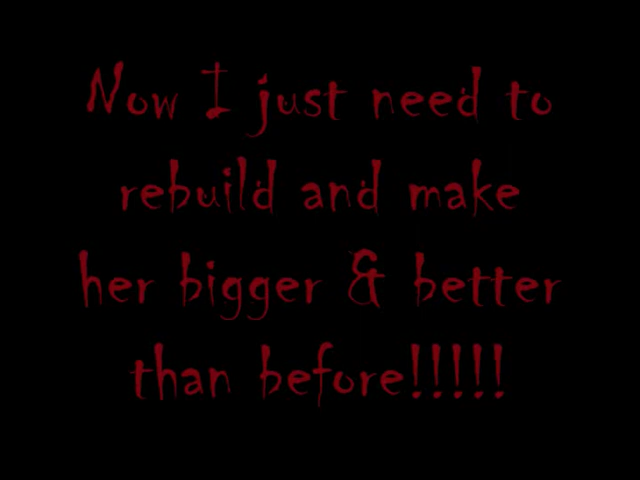 Now I just need to
rebuild and make
her bigger & better
than before!!!!!